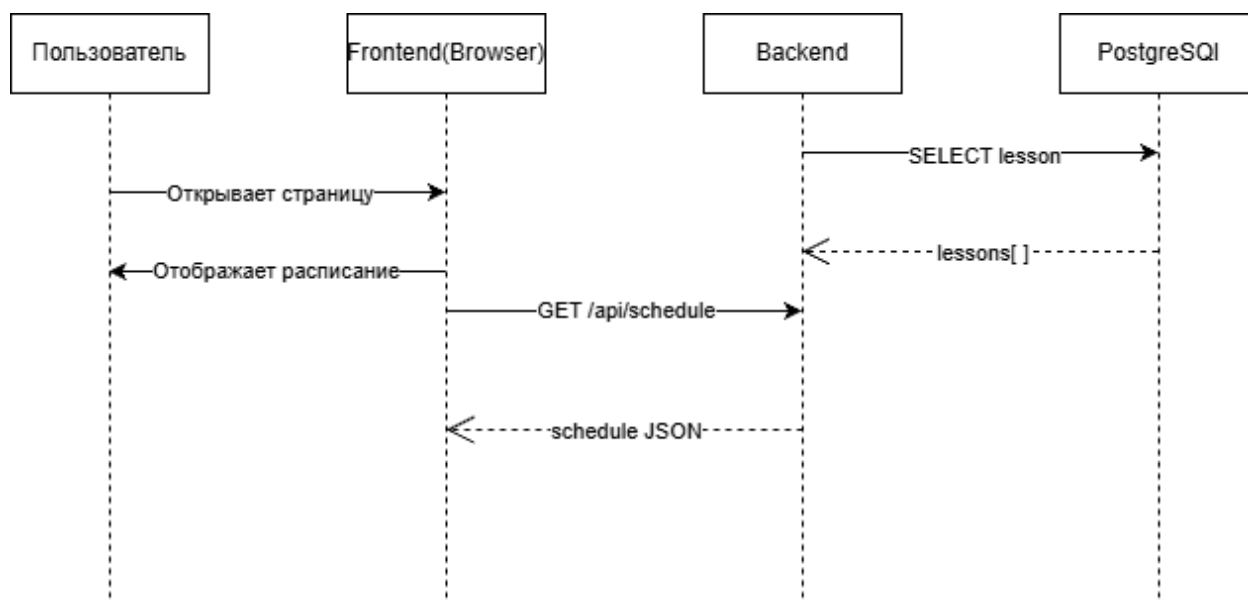 Пользователь
Frontend(Browser)
Backend
PostgreSQl
SELECT lesson
Открывает страницу
lessons[ ]
Отображает расписание
GET /api/schedule
schedule JSON